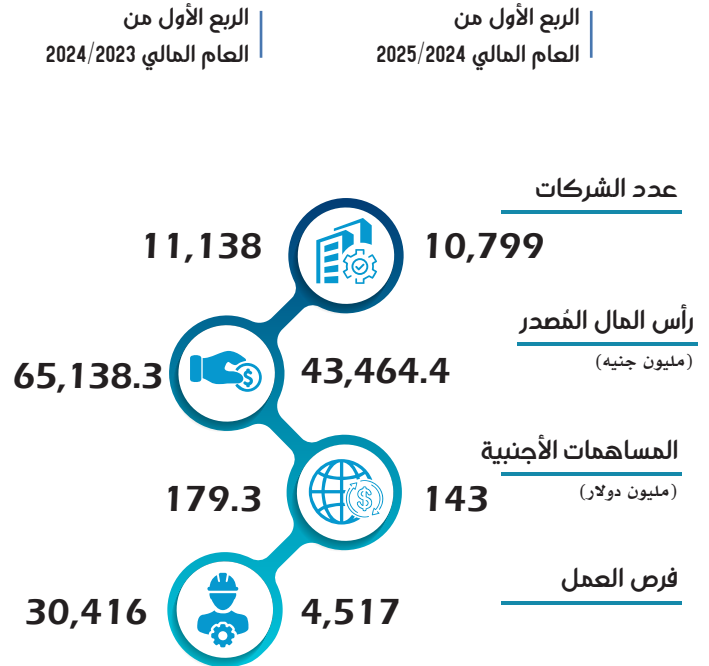 الربع الأول من
العام المالي 2025/2024
الربع الأول من
العام المالي 2024/2023
عدد الشركات
10,799
11,138
رأس المال المُصدر
(مليون جنيه)
43,464.4
65,138.3
المساهمات الأجنبية
(مليون دولار)
143
179.3
فرص العمل
4,517
30,416